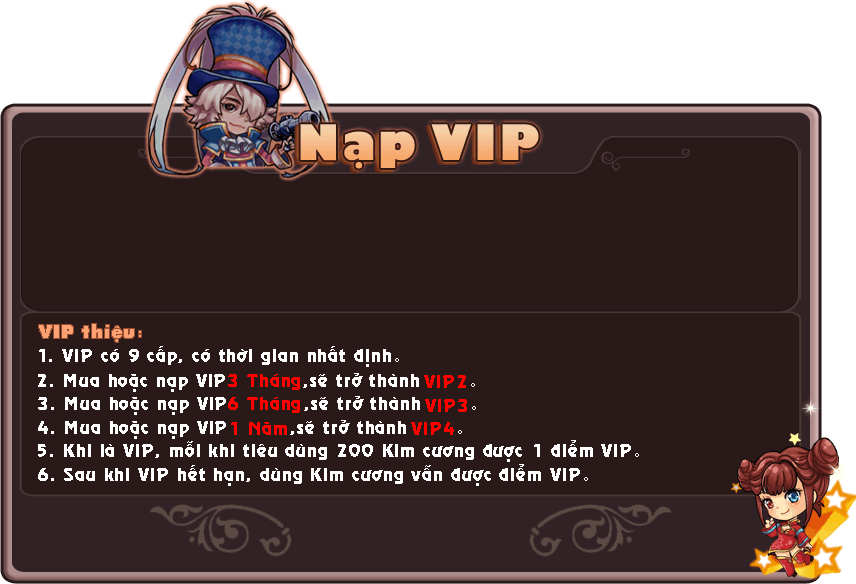 Nạp VIP
VIP thiệu:
1. VIP có 9 cấp, có thời gian nhất định。
2. Mua hoặc nạp VIP3 Tháng,sẽ trở thành VIP2。
3. Mua hoặc nạp VIP6 Tháng,sẽ trở thành VIP3。
4. Mua hoặc nạp VIP1 Năm,sẽ trở thành VIP4。
5. Khi là VIP, mỗi khi tiêu dùng 200 Kim cương được 1 điểm VIP。
6. Sau khi VIP hết hạn, dùng Kim cương vẫn được điểm VIP。